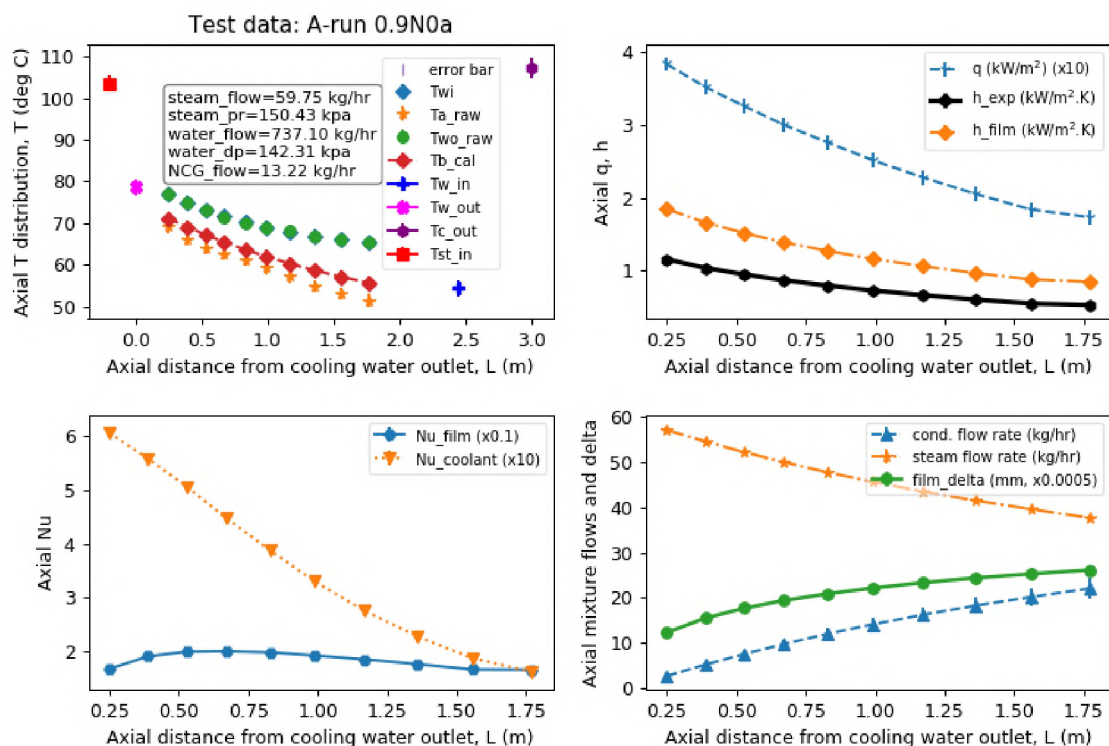 Test data: A-run 0.9N0a
Axial T distribution, T (deg C)
110
100
90
80
70
60
50
steam_flow=59.75 kg/hr
steam_pr=150.43 kpa
water_flow=737.10 kg/hr
water_dp=142.31 kpa
NCG_flow=13.22 kg/hr
error bar
Twi
Ta_raw
Two_raw
Tb_cal
Tw_in
Tw_out
Tc_out
Tst_in
0.0 0.5 1.0 1.5 2.0 2.5 3.0
Axial distance from cooling water outlet, L (m)
Axial q, h
4
3
2
1
q (kW/m²) (x10)
h_exp (kW/m².K)
h_film (kW/m².K)
0.25 0.50 0.75 1.00 1.25 1.50 1.75
Axial distance from cooling water outlet, L (m)
Axial Nu
6
5
4
3
2
Nu_film (x0.1)
Nu_coolant (x10)
0.25 0.50 0.75 1.00 1.25 1.50 1.75
Axial distance from cooling water outlet, L (m)
Axial mixture flows and delta
60
50
40
30
20
10
0
cond. flow rate (kg/hr)
steam flow rate (kg/hr)
film_delta (mm, x0.0005)
0.25 0.50 0.75 1.00 1.25 1.50 1.75
Axial distance from cooling water outlet, L (m)